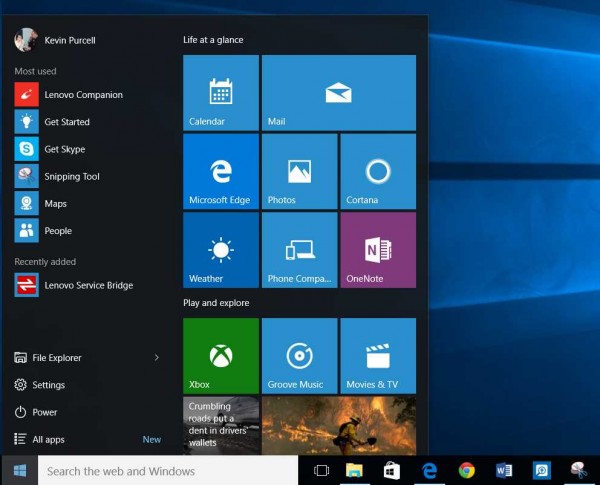 Kevin Purcell
Most used
Lenovo Companion
Get Started
Get Skype
Snipping Tool
Maps
People
Recently added
Lenovo Service Bridge
File Explorer
Settings
Power
All apps New
Life at a glance
Calendar
Mail
Microsoft Edge
Photos
Cortana
Weather
Phone Compa...
OneNote
Play and explore
Xbox
Groove Music
Movies & TV
Crumbling
roads put a
dent in drivers'
wallets
Search the web and Windows